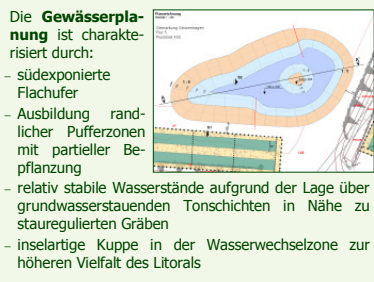 Die Gewässerpla-
nung ist charakte-
risiert durch:
– südexponierte
Flachufer
– Ausbildung rand-
licher Pufferzonen
mit partieller Be-
pflanzung
– relativ stabile Wasserstände aufgrund der Lage über
grundwasserstauenden Tonschichten in Nähe zu
stauregulierten Gräben
– inselartige Kuppe in der Wasserwechselzone zur
höheren Vielfalt des Litorals